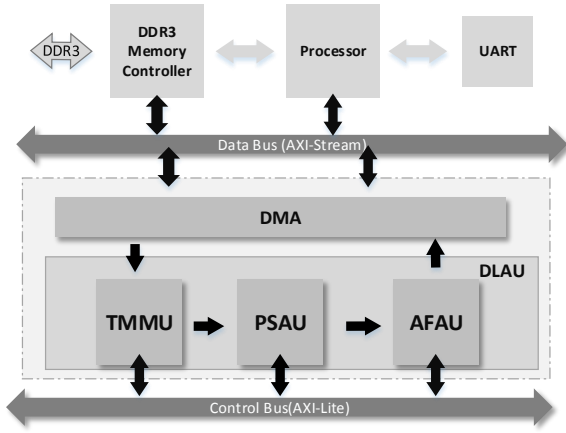 DDR3
DDR3
Memory
Controller
Processor
UART
Data Bus (AXI-Stream)
DMA
DLAU
TMMU
PSAU
AFAU
Control Bus(AXI-Lite)